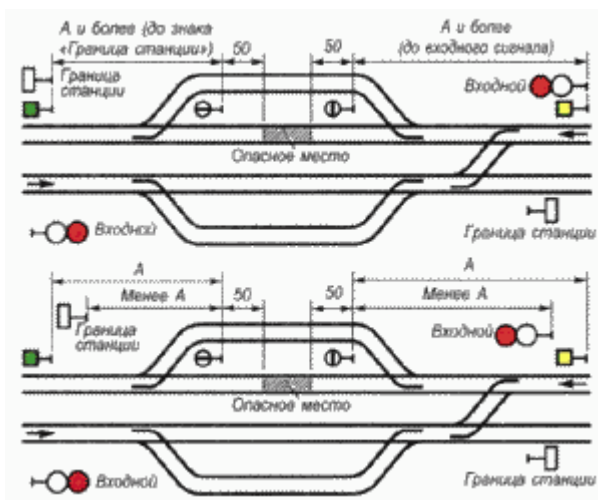 А и более (до знака
«Граница станции»)
50
50
А и более
(до входного сигнала)
Граница
станции
Входной
Опасное место
Входной
Граница станции
А
А
Менее А
50
50
Менее А
Граница
станции
Входной
Опасное место
Входной
Граница станции